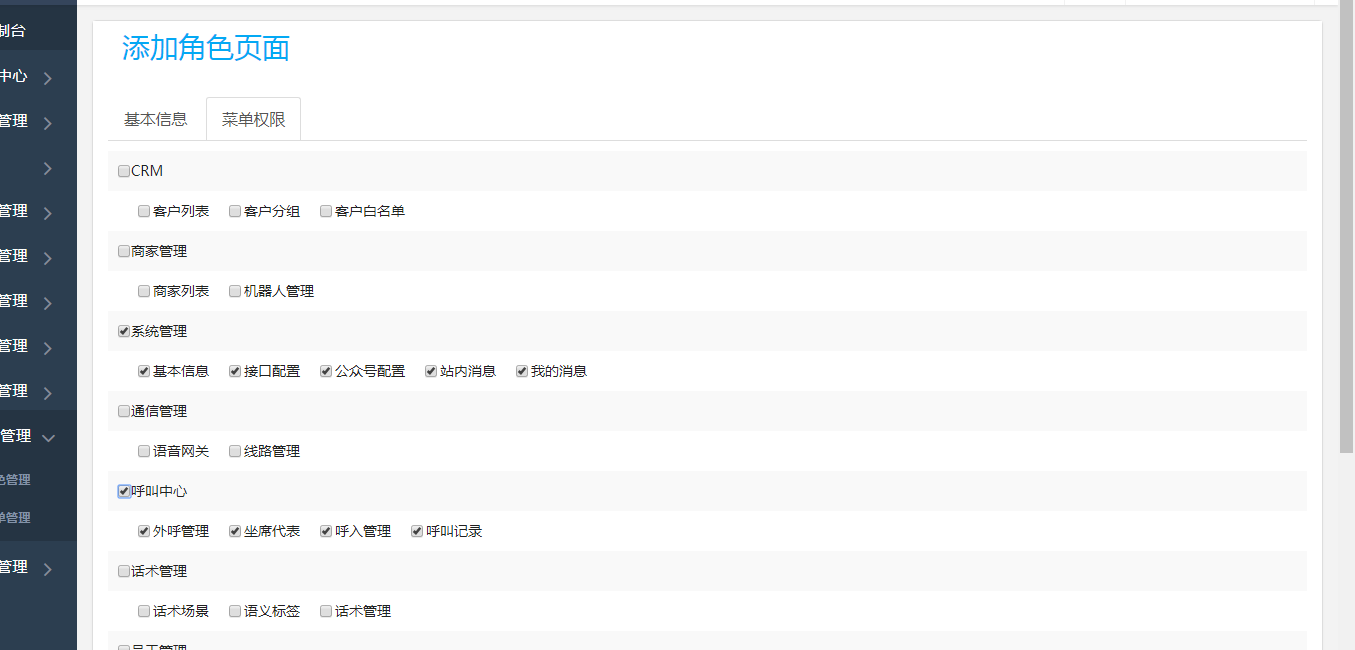 制台
中心
管理
管理
管理
管理
管理
管理
管理
管理
管理
管理
添加角色页面
基本信息 菜单权限
CRM
客户列表 客户分组 客户白名单
商家管理
商家列表 机器人管理
系统管理
基本信息 接口配置 公众号配置 站内消息 我的消息
通信管理
语音网关 线路管理
呼叫中心
外呼管理 坐席代表 呼入管理 呼叫记录
话术管理
话术场景 语义标签 话术管理